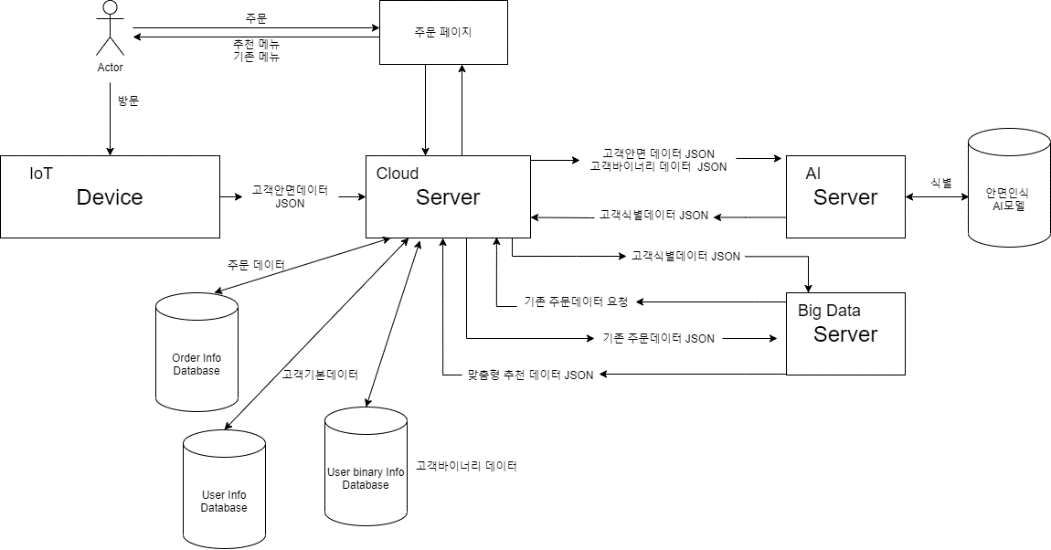 주문
추천 메뉴
기존 메뉴
주문 페이지
Actor
방문
IoT
Device
고객안면데이터
JSON
Cloud
Server
고객안면 데이터 JSON
고객바이너리 데이터 JSON
고객식별데이터 JSON
AI
Server
식별
안면인식
AI모델
고객식별데이터 JSON
기존 주문데이터 요청
기존 주문데이터 JSON
맞춤형 추천 데이터 JSON
Big Data
Server
주문 데이터
Order Info
Database
고객기본데이터
User Info
Database
User binary Info
Database
고객바이너리 데이터